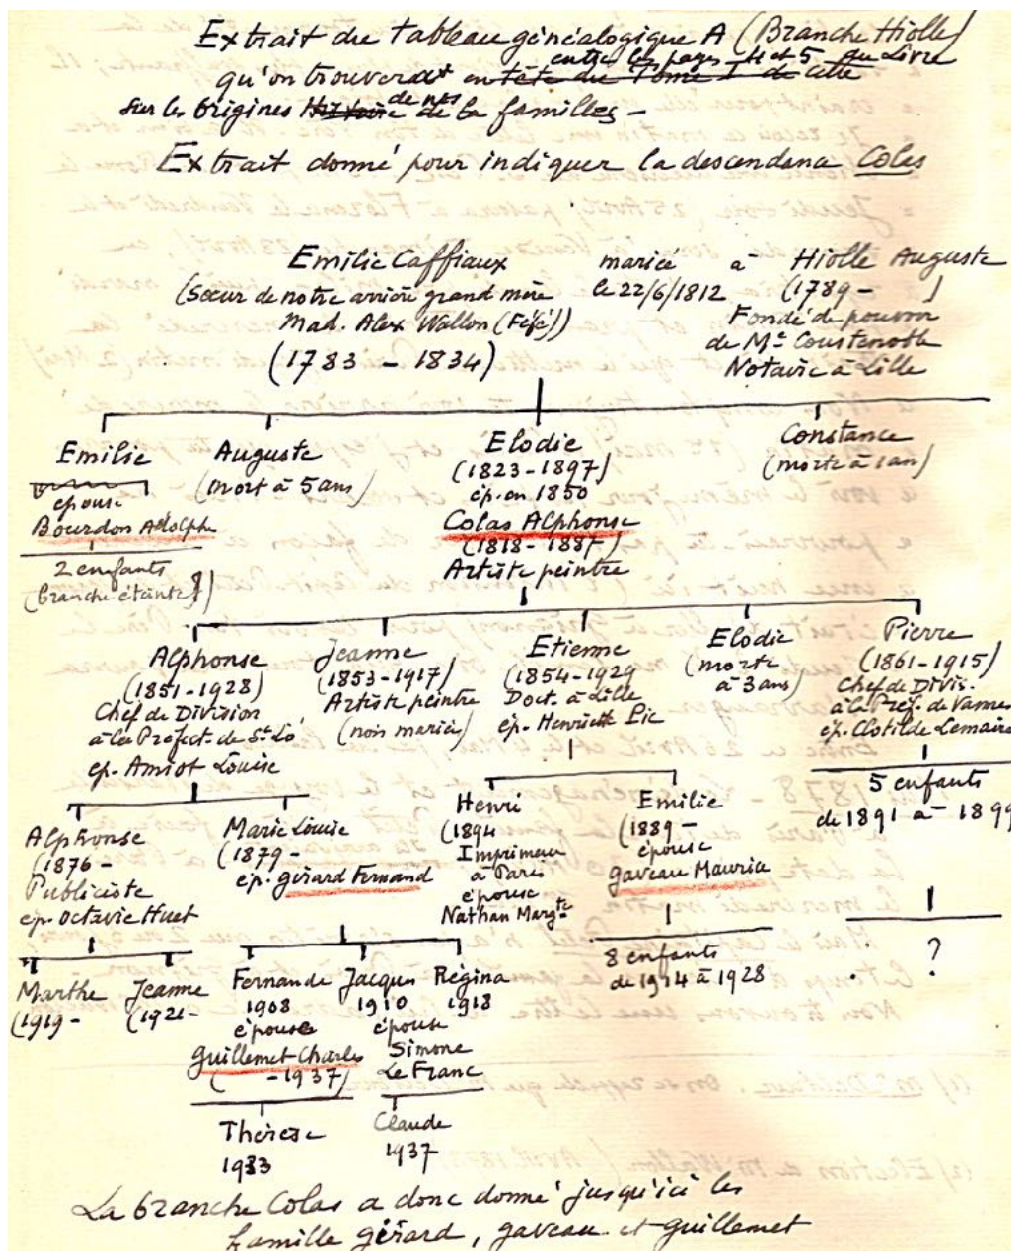 Extrait du tableau généalogique A (Branche Hiolle)
entre les pages 4 et 5 du Livre
qu'on trouvera en tête du Tome I de
sur les Origines de nos familles -
Extrait donné pour indiquer la descendance Colas
Emilie Caffiaux mariée à Hiolle Auguste
(Soeur de notre arrière grand mère le 22/6/1812 (1789 - )
Mad. Alex Wallon (Fifi)) Fondé de pouvoir
de Me Coustenoble
(1783 - 1834) Notaire à Lille
Emilie Auguste Elodie Constance
(mort à 5 ans) (1823-1897) (morte à 1 an)
épouse ép. en 1850
Bourdon Adolphe Colas Alphonse
(1818-1887)
2 enfants Artiste peintre
(branche éteinte)
Alphonse Jeanne Etienne Elodie Pierre
(1851-1928) (1853-1917) (1854-1929 (morte (1861-1915)
Chef de Division Artiste peintre Doct. à Lille à 3 ans) Chef de Divis.
à la Préfect. de St Lô (non mariée) ép. Henriette Pic à la Préf. de Vannes
ép. Amiot Louise ép. Clotilde Lemaire
Alphonse Marie Louise Henri Emilie 5 enfants
(1876 - (1879 - (1894 (1889 - de 1891 à - 1899
Publiciste ép. Gérard Fernand Imprimeur épouse
ép. Octavie Huet à Paris Gaveau Maurice
épouse
Nathan Margte
Marthe Jeanne Fernande Jacques Régina 8 enfants ?
(1919 - (1921 - 1908 1910 1918 de 1914 à 1928
épouse épouse
Guillemet Charles Simone
( -1937) Le Franc
Thérèse Claude
1933 1937
La branche Colas a donc donné jusqu'ici les
famille Gérard, Gaveau et Guillemet